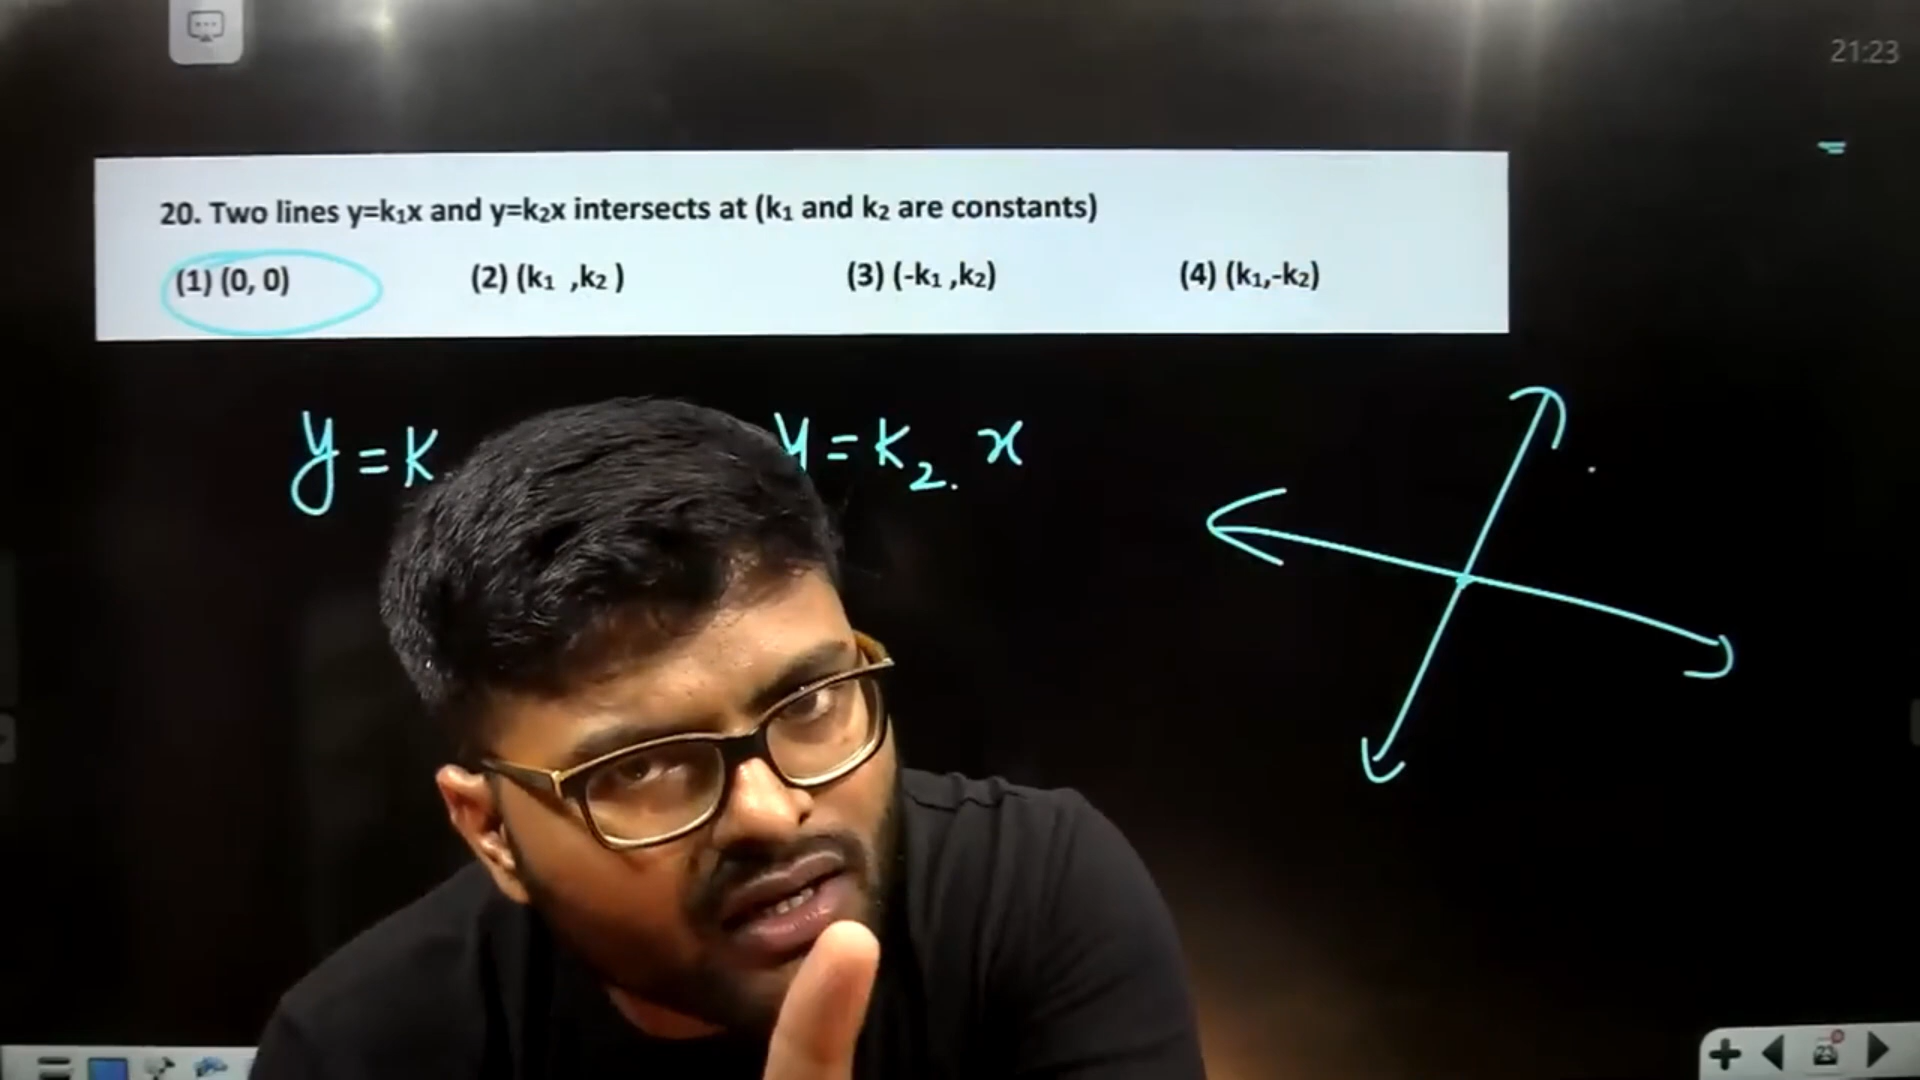 21:23
20. Two lines y=k₁x and y=k₂x intersects at (k₁ and k₂ are constants)
(1) (0, 0) (2) (k₁ ,k₂ ) (3) (-k₁ ,k₂) (4) (k₁,-k₂)
y = k y = k₂. x
23